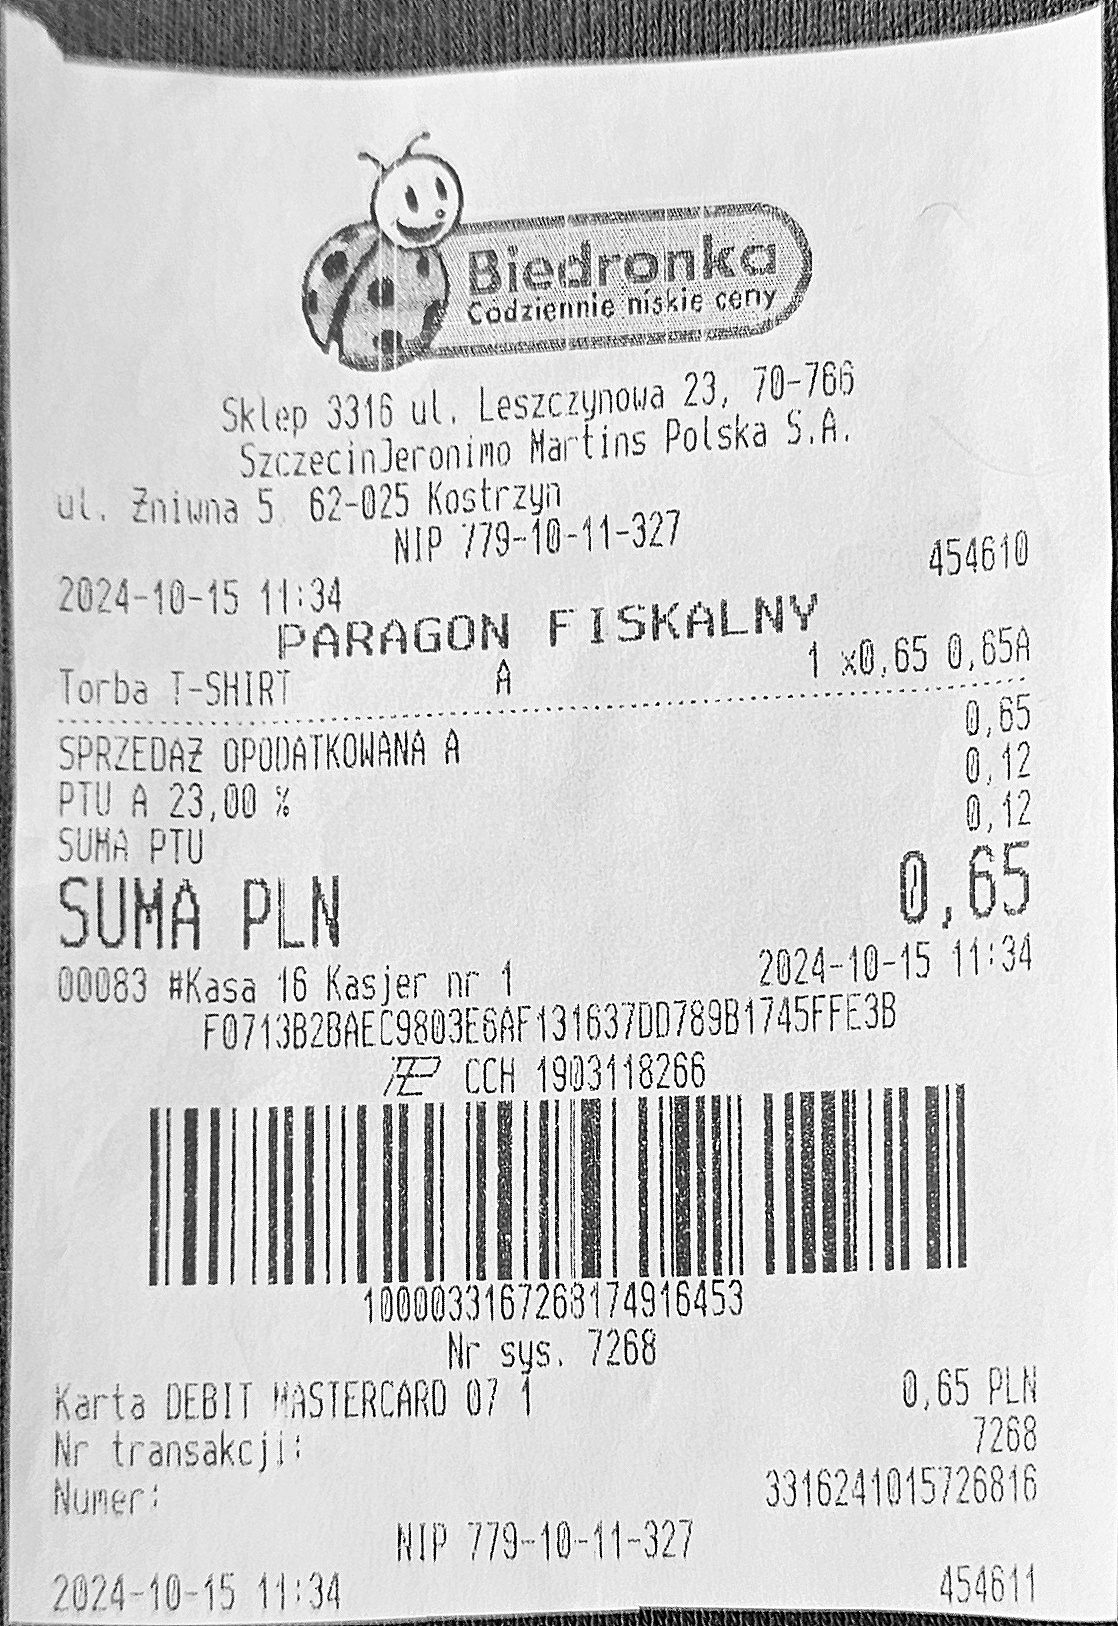 Biedronka
Codziennie niskie ceny
Sklep 3316 ul. Leszczynowa 23, 70-766
SzczecinJeronimo Martins Polska S.A.
ul. Żniwna 5 62-025 Kostrzyn
NIP 779-10-11-327
2024-10-15 11:34 454610
PARAGON FISKALNY
Torba T-SHIRT A 1 x0,65 0,65A
SPRZEDAŻ OPODATKOWANA A 0,65
PTU A 23,00 % 0,12
SUMA PTU 0,12
SUMA PLN 0,65
00083 #Kasa 16 Kasjer nr 1 2024-10-15 11:34
F0713B2BAEC9803E6AF131637DD789B1745FFE3B
CCH 1903118266
1000033167268174916453
Nr sys. 7268
Karta DEBIT MASTERCARD 07 1 0,65 PLN
Nr transakcji: 7268
Numer: 3316241015726816
NIP 779-10-11-327
2024-10-15 11:34 454611